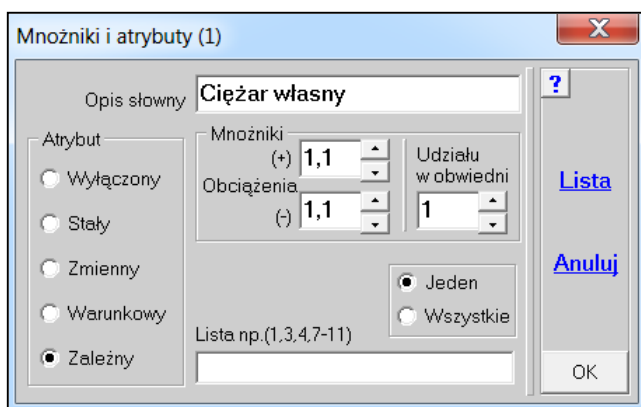 Mnożniki i atrybuty (1)
X
Opis słowny
Ciężar własny
?
Atrybut
Wyłączony
Stały
Zmienny
Warunkowy
Zależny
Mnożniki
(+)
1,1
Obciążenia
(-)
1,1
Udziału
w obwiedni
1
Jeden
Wszystkie
Lista np.(1,3,4,7-11)
Lista
Anuluj
OK